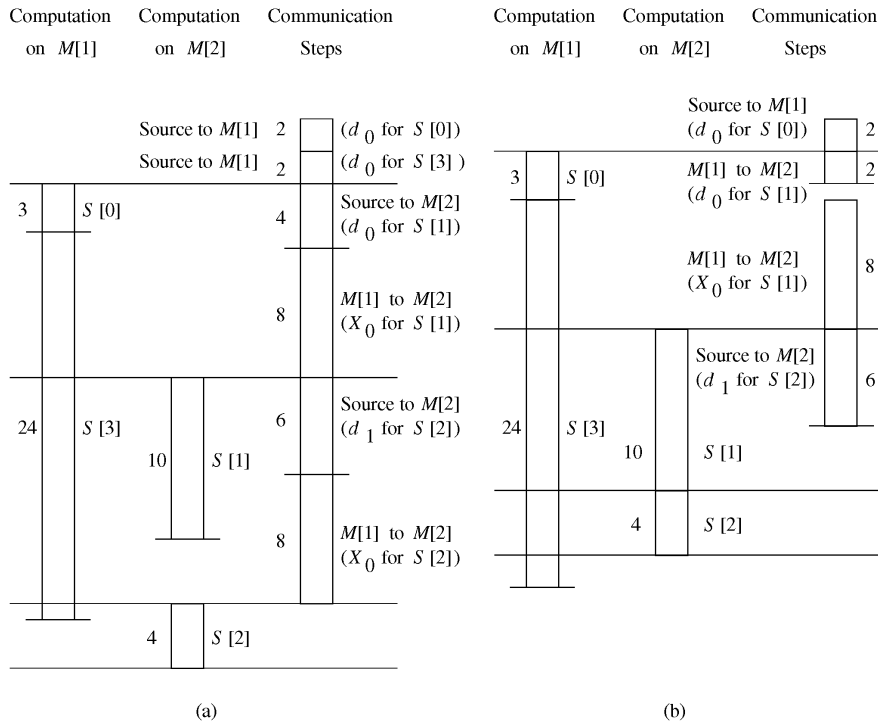 Computation Computation Communication
on M[1] on M[2] Steps
Source to M[1] 2 (d 0 for S [0])
Source to M[1] 2 (d 0 for S [3] )
3 S [0]
4 Source to M[2]
(d 0 for S [1])
8 M[1] to M[2]
(X 0 for S [1])
24 S [3]
6 Source to M[2]
(d 1 for S [2])
10 S [1]
8 M[1] to M[2]
(X 0 for S [2])
4 S [2]
(a)
Computation Computation Communication
on M[1] on M[2] Steps
Source to M[1]
(d 0 for S [0]) 2
3 S [0]
M[1] to M[2] 2
(d 0 for S [1])
M[1] to M[2] 8
(X 0 for S [1])
Source to M[2]
(d 1 for S [2]) 6
24 S [3]
10 S [1]
4 S [2]
(b)